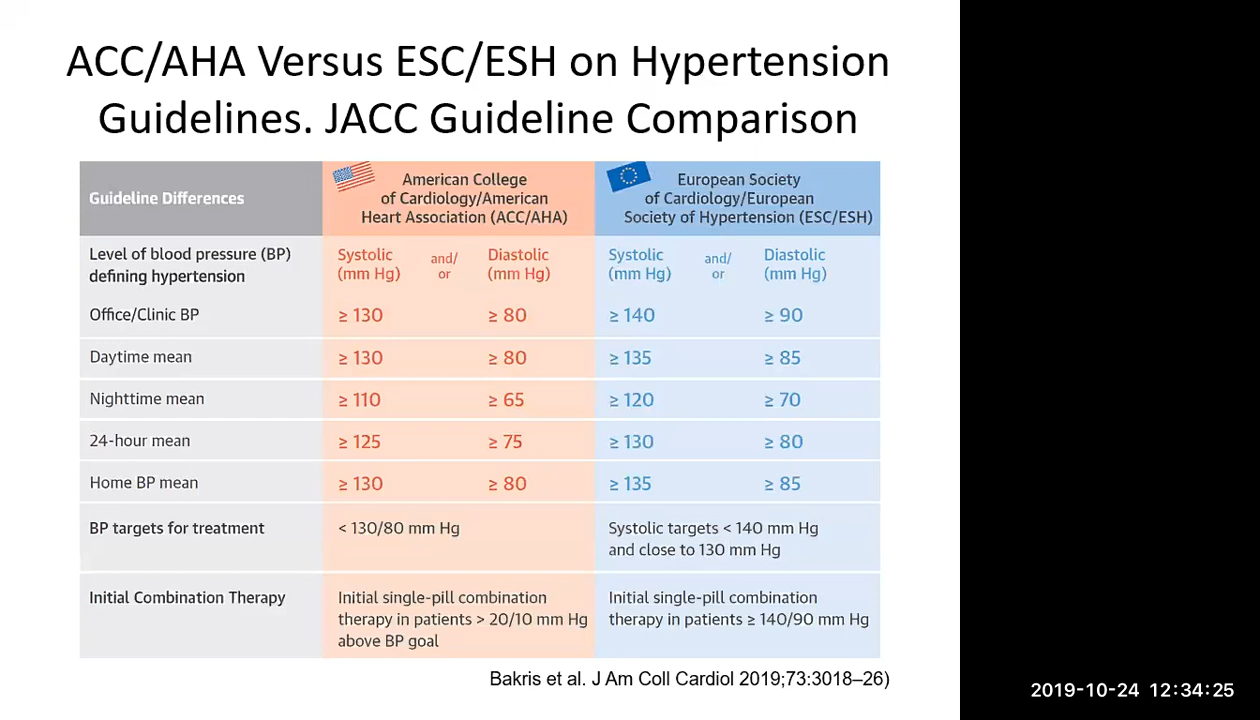 ACC/AHA Versus ESC/ESH on Hypertension
Guidelines. JACC Guideline Comparison
Guideline Differences
American College
of Cardiology/American
Heart Association (ACC/AHA)
European Society
of Cardiology/European
Society of Hypertension (ESC/ESH)
Level of blood pressure (BP)
defining hypertension
Systolic
(mm Hg)
and/
or
Diastolic
(mm Hg)
Systolic
(mm Hg)
and/
or
Diastolic
(mm Hg)
Office/Clinic BP ≥ 130 ≥ 80 ≥ 140 ≥ 90
Daytime mean ≥ 130 ≥ 80 ≥ 135 ≥ 85
Nighttime mean ≥ 110 ≥ 65 ≥ 120 ≥ 70
24-hour mean ≥ 125 ≥ 75 ≥ 130 ≥ 80
Home BP mean ≥ 130 ≥ 80 ≥ 135 ≥ 85
BP targets for treatment
< 130/80 mm Hg
Systolic targets < 140 mm Hg
and close to 130 mm Hg
Initial Combination Therapy
Initial single-pill combination
therapy in patients > 20/10 mm Hg
above BP goal
Initial single-pill combination
therapy in patients ≥ 140/90 mm Hg
Bakris et al. J Am Coll Cardiol 2019;73:3018–26)
2019-10-24 12:34:25